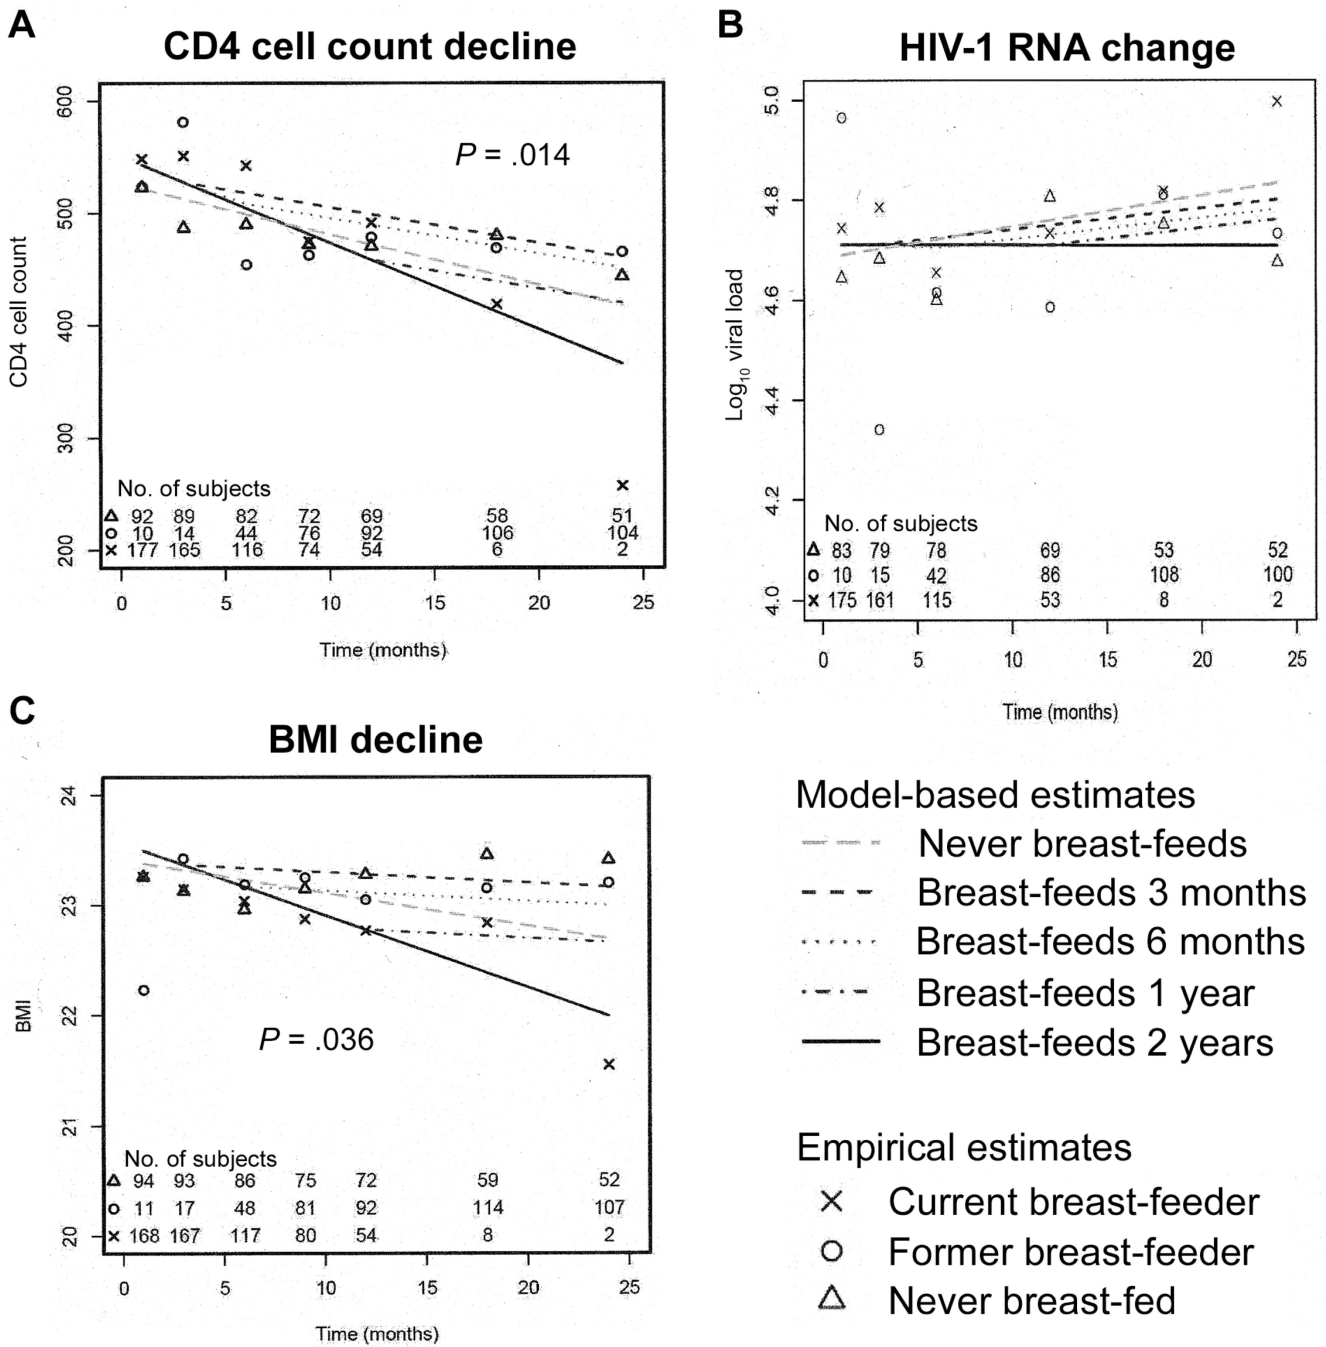 A
CD4 cell count decline
600
500
400
300
200
CD4 cell count
P = .014
No. of subjects
92 89 82 72 69 58 51
10 14 44 76 92 106 104
177 165 116 74 54 6 2
0 5 10 15 20 25
Time (months)
B
HIV-1 RNA change
5.0
4.8
4.6
4.4
4.2
4.0
Log10 viral load
No. of subjects
83 79 78 69 53 52
10 15 42 86 108 100
175 161 115 53 8 2
0 5 10 15 20 25
Time (months)
C
BMI decline
24
23
22
21
20
BMI
P = .036
No. of subjects
94 93 86 75 72 59 52
11 17 48 81 92 114 107
168 167 117 80 54 8 2
0 5 10 15 20 25
Time (months)
Model-based estimates
Never breast-feeds
Breast-feeds 3 months
Breast-feeds 6 months
Breast-feeds 1 year
Breast-feeds 2 years
Empirical estimates
Current breast-feeder
Former breast-feeder
Never breast-fed